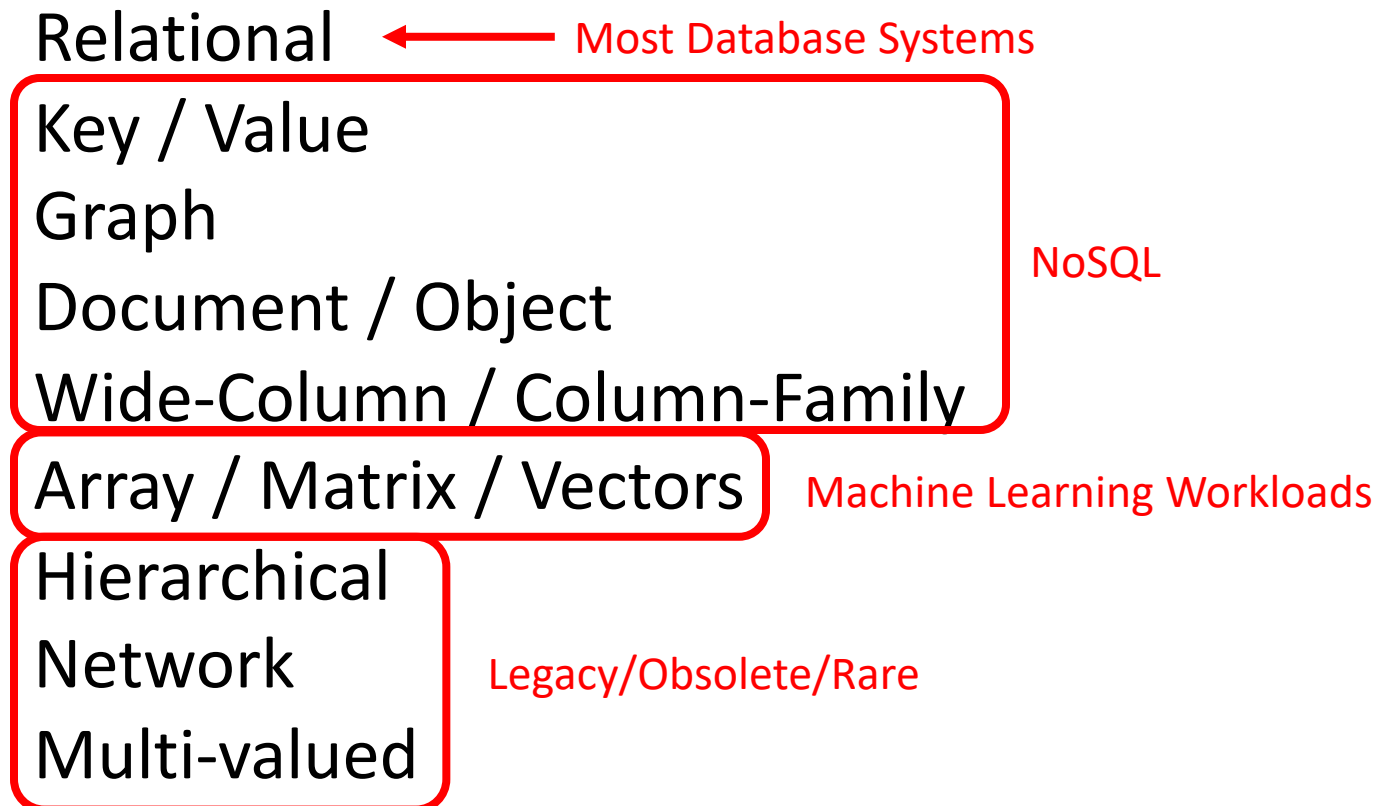 Relational
Most Database Systems
Key / Value
Graph
NoSQL
Document / Object
Wide-Column / Column-Family
Array / Matrix / Vectors
Machine Learning Workloads
Hierarchical
Network
Legacy/Obsolete/Rare
Multi-valued